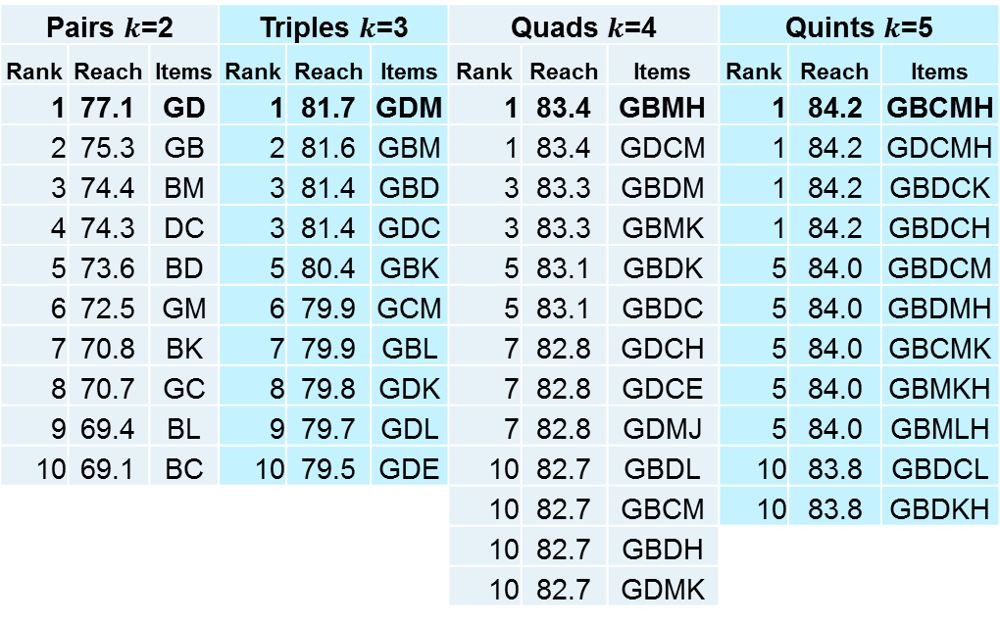 Pairs k=2 Triples k=3 Quads k=4 Quints k=5
Rank Reach Items Rank Reach Items Rank Reach Items Rank Reach Items
1 77.1 GD 1 81.7 GDM 1 83.4 GBMH 1 84.2 GBCMH
2 75.3 GB 2 81.6 GBM 1 83.4 GDCM 1 84.2 GDCMH
3 74.4 BM 3 81.4 GBD 3 83.3 GBDM 1 84.2 GBDCK
4 74.3 DC 3 81.4 GDC 3 83.3 GBMK 1 84.2 GBDCH
5 73.6 BD 5 80.4 GBK 5 83.1 GBDK 5 84.0 GBDCM
6 72.5 GM 6 79.9 GCM 5 83.1 GBDC 5 84.0 GBDMH
7 70.8 BK 7 79.9 GBL 7 82.8 GDCH 5 84.0 GBCMK
8 70.7 GC 8 79.8 GDK 7 82.8 GDCE 5 84.0 GBMKH
9 69.4 BL 9 79.7 GDL 7 82.8 GDMJ 5 84.0 GBMLH
10 69.1 BC 10 79.5 GDE 10 82.7 GBDL 10 83.8 GBDCL
10 82.7 GBCM 10 83.8 GBDKH
10 82.7 GBDH
10 82.7 GDMK